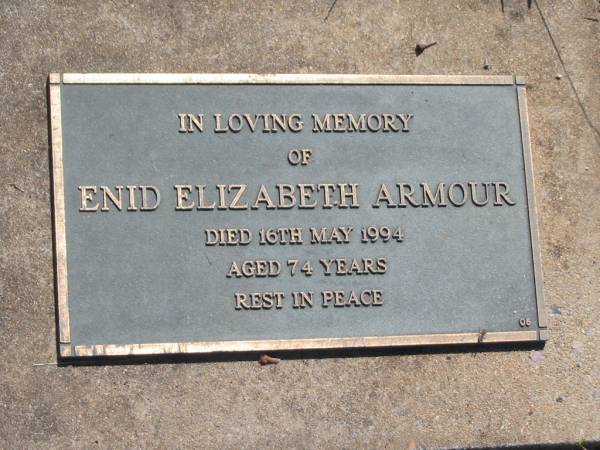 IN LOVING MEMORY
OF
ENID ELIZABETH ARMOUR
DIED 16TH MAY 1994
AGED 74 YEARS
REST IN PEACE